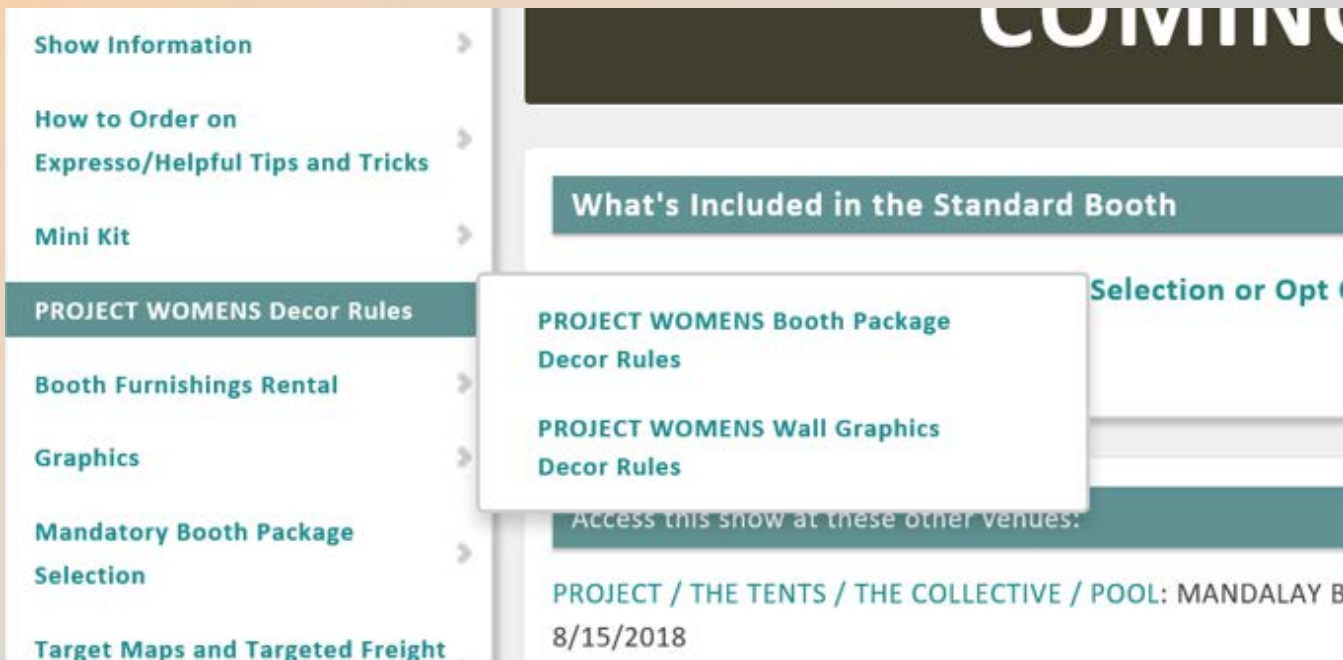 Show Information
How to Order on
Expresso/Helpful Tips and Tricks
Mini Kit
PROJECT WOMENS Decor Rules
Booth Furnishings Rental
Graphics
Mandatory Booth Package
Selection
Target Maps and Targeted Freight
COMING
What's Included in the Standard Booth
Selection or Opt
PROJECT WOMENS Booth Package
Decor Rules
PROJECT WOMENS Wall Graphics
Decor Rules
Access this show at these other venues:
PROJECT / THE TENTS / THE COLLECTIVE / POOL: MANDALAY B
8/15/2018